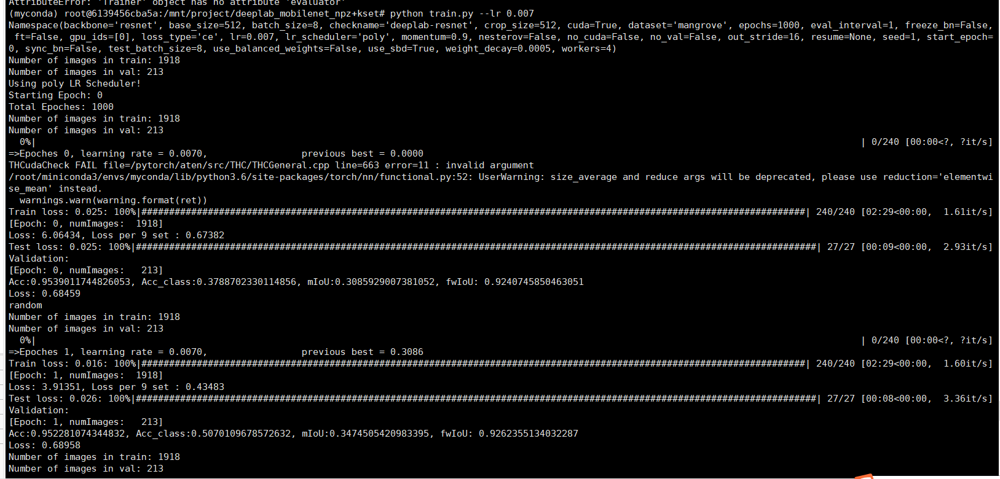 AttributeError: 'Trainer' object has no attribute 'evaluator'
(myconda) root@6139456cba5a:/mnt/project/deeplab_mobilenet_npz+kset# python train.py --lr 0.007
Namespace(backbone='resnet', base_size=512, batch_size=8, checkname='deeplab-resnet', crop_size=512, cuda=True, dataset='mangrove', epochs=1000, eval_interval=1, freeze_bn=False,
 ft=False, gpu_ids=[0], loss_type='ce', lr=0.007, lr_scheduler='poly', momentum=0.9, nesterov=False, no_cuda=False, no_val=False, out_stride=16, resume=None, seed=1, start_epoch=
0, sync_bn=False, test_batch_size=8, use_balanced_weights=False, use_sbd=True, weight_decay=0.0005, workers=4)
Number of images in train: 1918
Number of images in val: 213
Using poly LR Scheduler!
Starting Epoch: 0
Total Epoches: 1000
Number of images in train: 1918
Number of images in val: 213
  0%| | 0/240 [00:00<?, ?it/s]
=>Epoches 0, learning rate = 0.0070,                 previous best = 0.0000
THCudaCheck FAIL file=/pytorch/aten/src/THC/THCGeneral.cpp line=663 error=11 : invalid argument
/root/miniconda3/envs/myconda/lib/python3.6/site-packages/torch/nn/functional.py:52: UserWarning: size_average and reduce args will be deprecated, please use reduction='elementwi
se_mean' instead.
  warnings.warn(warning.format(ret))
Train loss: 0.025: 100%|########################################################################################################################| 240/240 [02:29<00:00,  1.61it/s]
[Epoch: 0, numImages:  1918]
Loss: 6.06434, Loss per 9 set : 0.67382
Test loss: 0.025: 100%|###########################################################################################################################| 27/27 [00:09<00:00,  2.93it/s]
Validation:
[Epoch: 0, numImages:   213]
Acc:0.9539011744826053, Acc_class:0.3788702330114856, mIoU:0.3085929007381052, fwIoU: 0.9240745850463051
Loss: 0.68459
random
Number of images in train: 1918
Number of images in val: 213
  0%| | 0/240 [00:00<?, ?it/s]
=>Epoches 1, learning rate = 0.0070,                 previous best = 0.3086
Train loss: 0.016: 100%|########################################################################################################################| 240/240 [02:29<00:00,  1.60it/s]
[Epoch: 1, numImages:  1918]
Loss: 3.91351, Loss per 9 set : 0.43483
Test loss: 0.026: 100%|###########################################################################################################################| 27/27 [00:08<00:00,  3.36it/s]
Validation:
[Epoch: 1, numImages:   213]
Acc:0.952281074344832, Acc_class:0.5070109678572632, mIoU:0.3474505420983395, fwIoU: 0.9262355134032287
Loss: 0.68958
Number of images in train: 1918
Number of images in val: 213